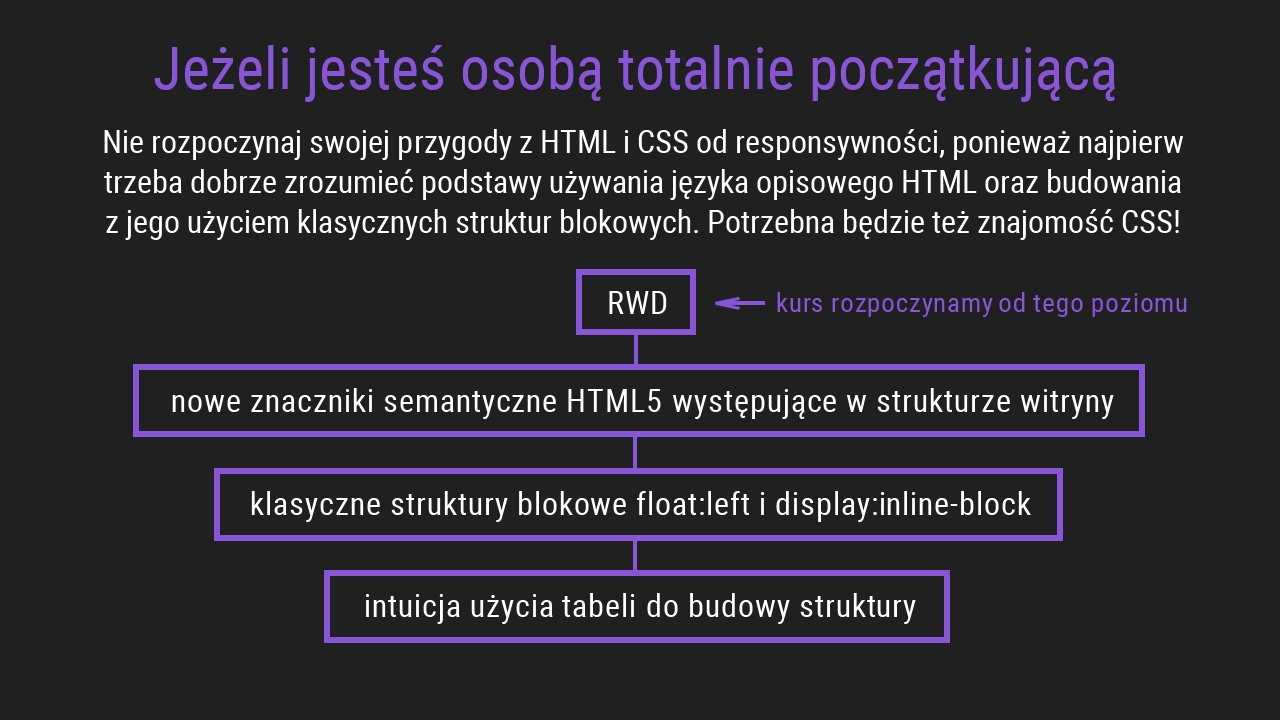 Jeżeli jesteś osobą totalnie początkującą
Nie rozpoczynaj swojej przygody z HTML i CSS od responsywności, ponieważ najpierw
trzeba dobrze zrozumieć podstawy używania języka opisowego HTML oraz budowania
z jego użyciem klasycznych struktur blokowych. Potrzebna będzie też znajomość CSS!
RWD
kurs rozpoczynamy od tego poziomu
nowe znaczniki semantyczne HTML5 występujące w strukturze witryny
klasyczne struktury blokowe float:left i display:inline-block
intuicja użycia tabeli do budowy struktury